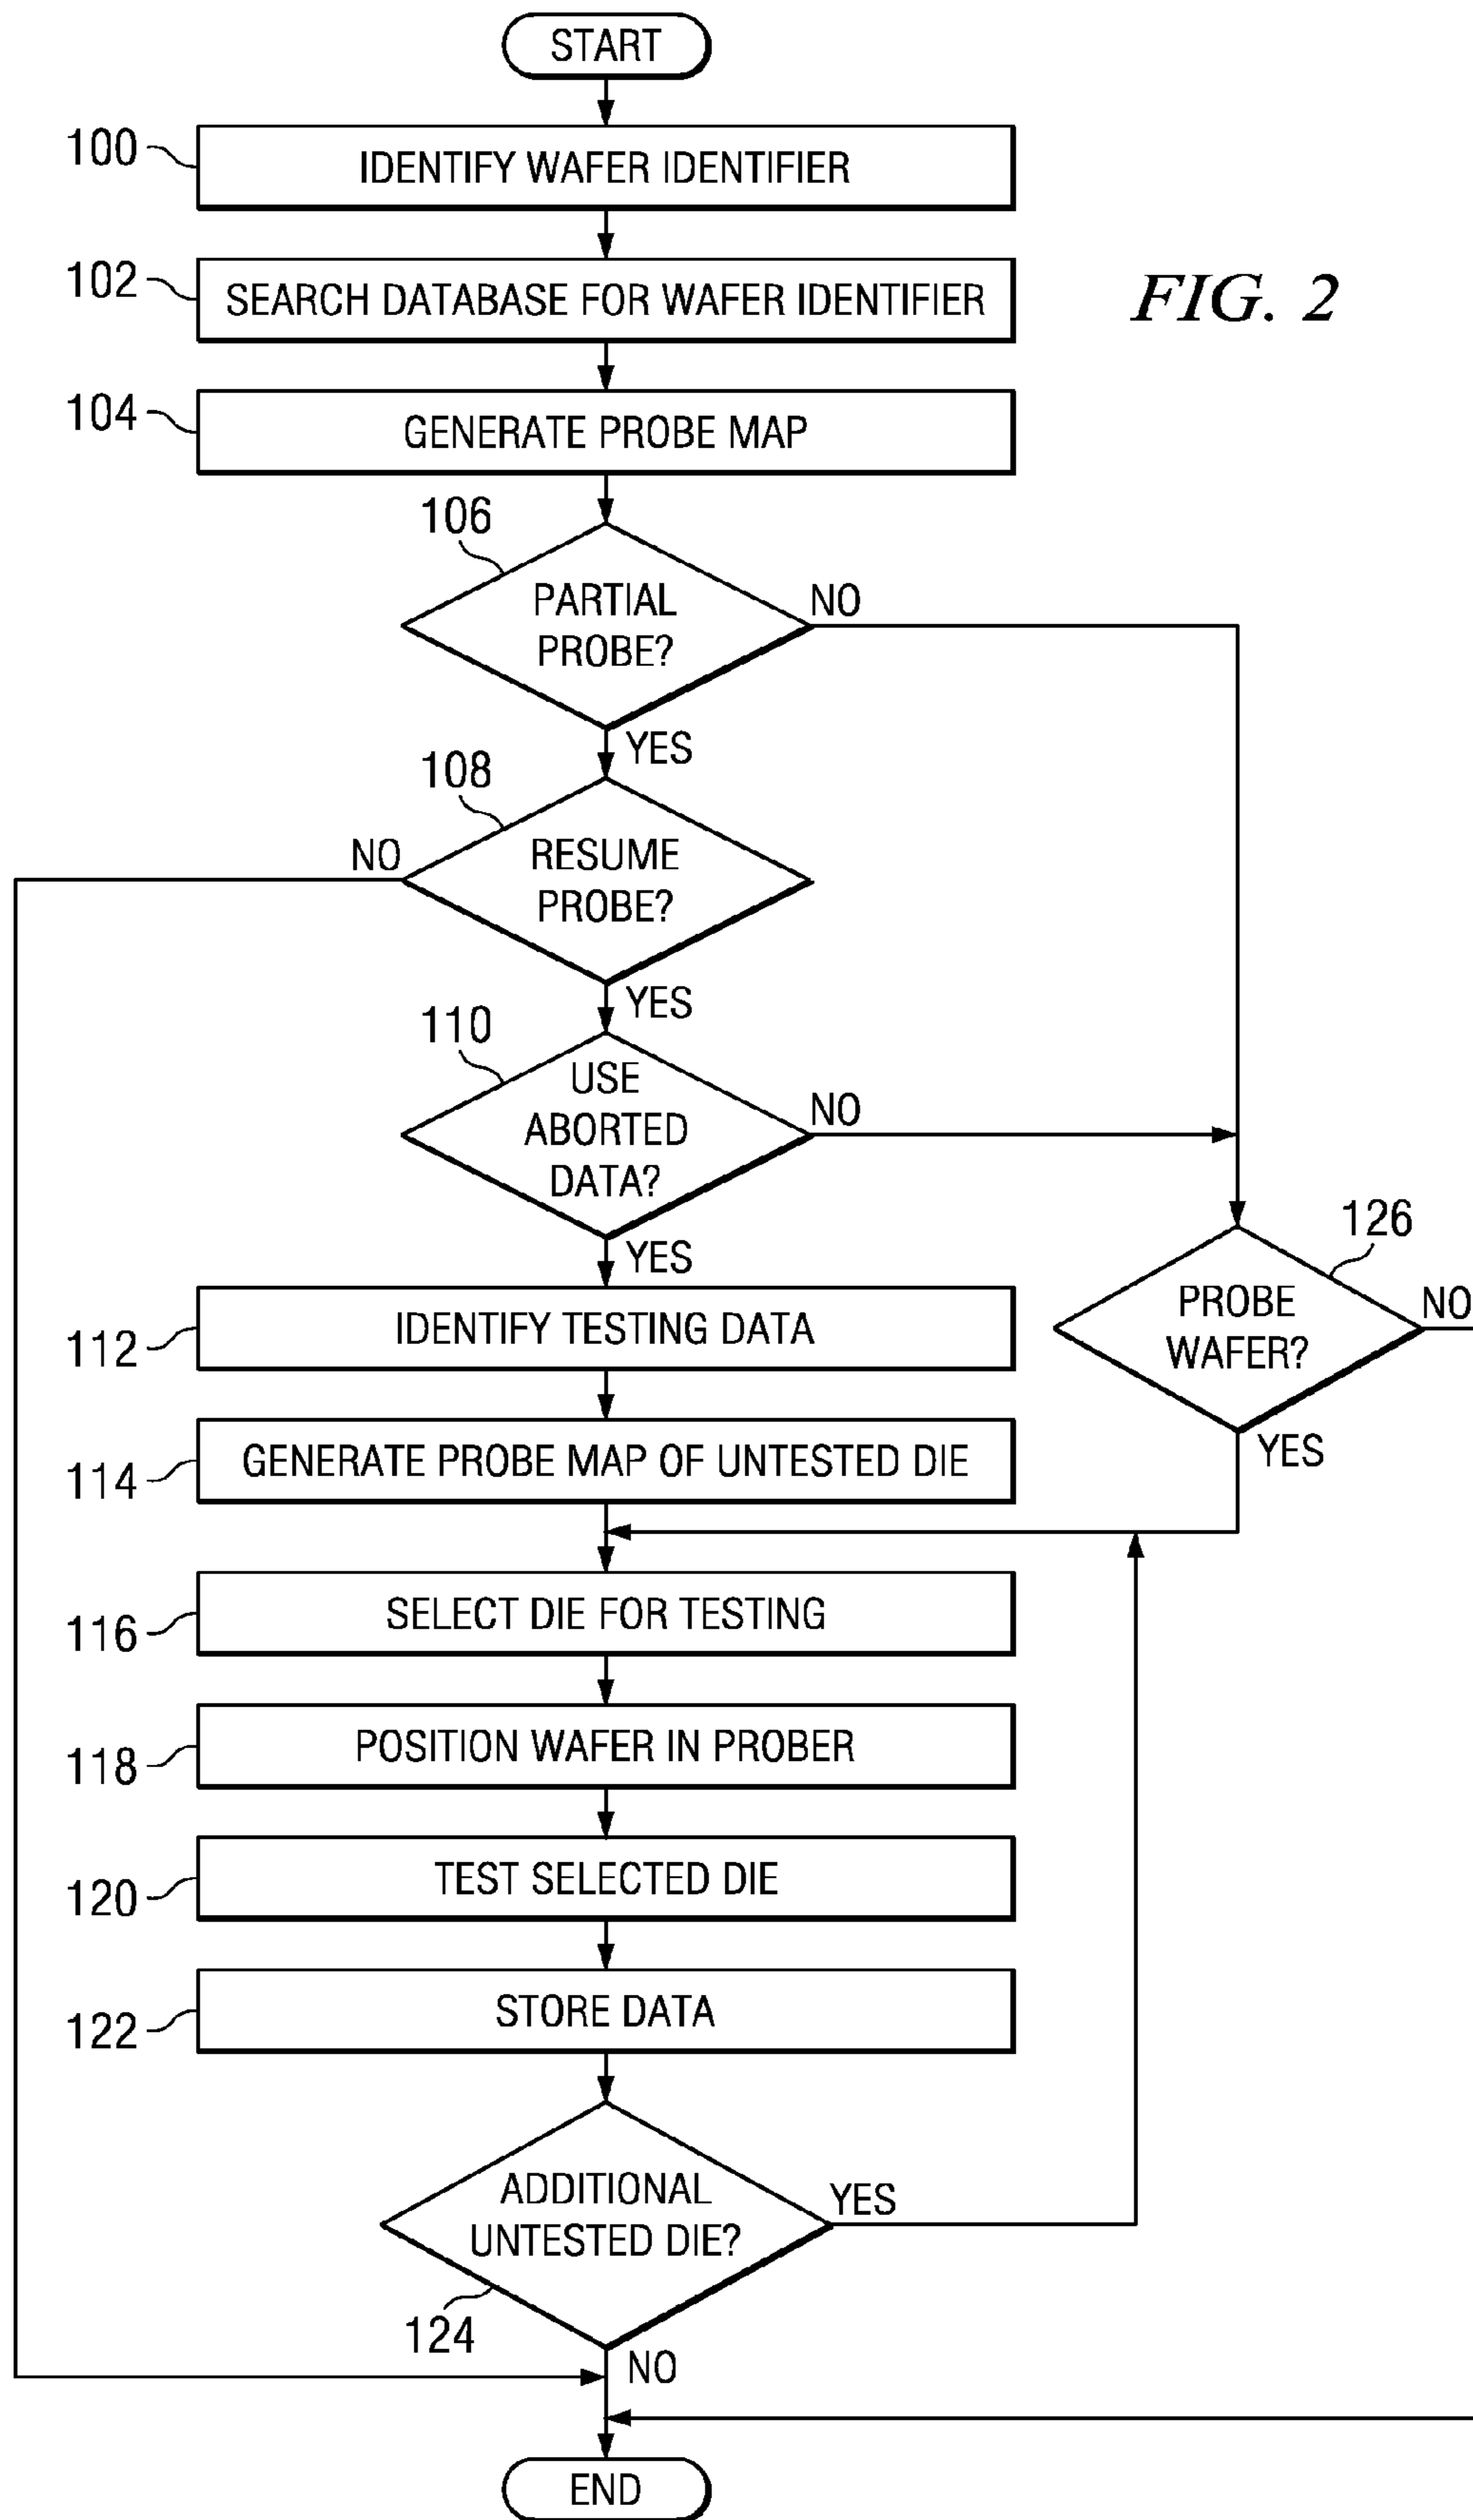 START
100
IDENTIFY WAFER IDENTIFIER
102
SEARCH DATABASE FOR WAFER IDENTIFIER
FIG. 2
104
GENERATE PROBE MAP
106
PARTIAL
PROBE?
NO
YES
108
NO
RESUME
PROBE?
YES
110
USE
ABORTED
DATA?
NO
YES
126
PROBE
WAFER?
NO
YES
112
IDENTIFY TESTING DATA
114
GENERATE PROBE MAP OF UNTESTED DIE
116
SELECT DIE FOR TESTING
118
POSITION WAFER IN PROBER
120
TEST SELECTED DIE
122
STORE DATA
ADDITIONAL
UNTESTED DIE?
YES
124
NO
END